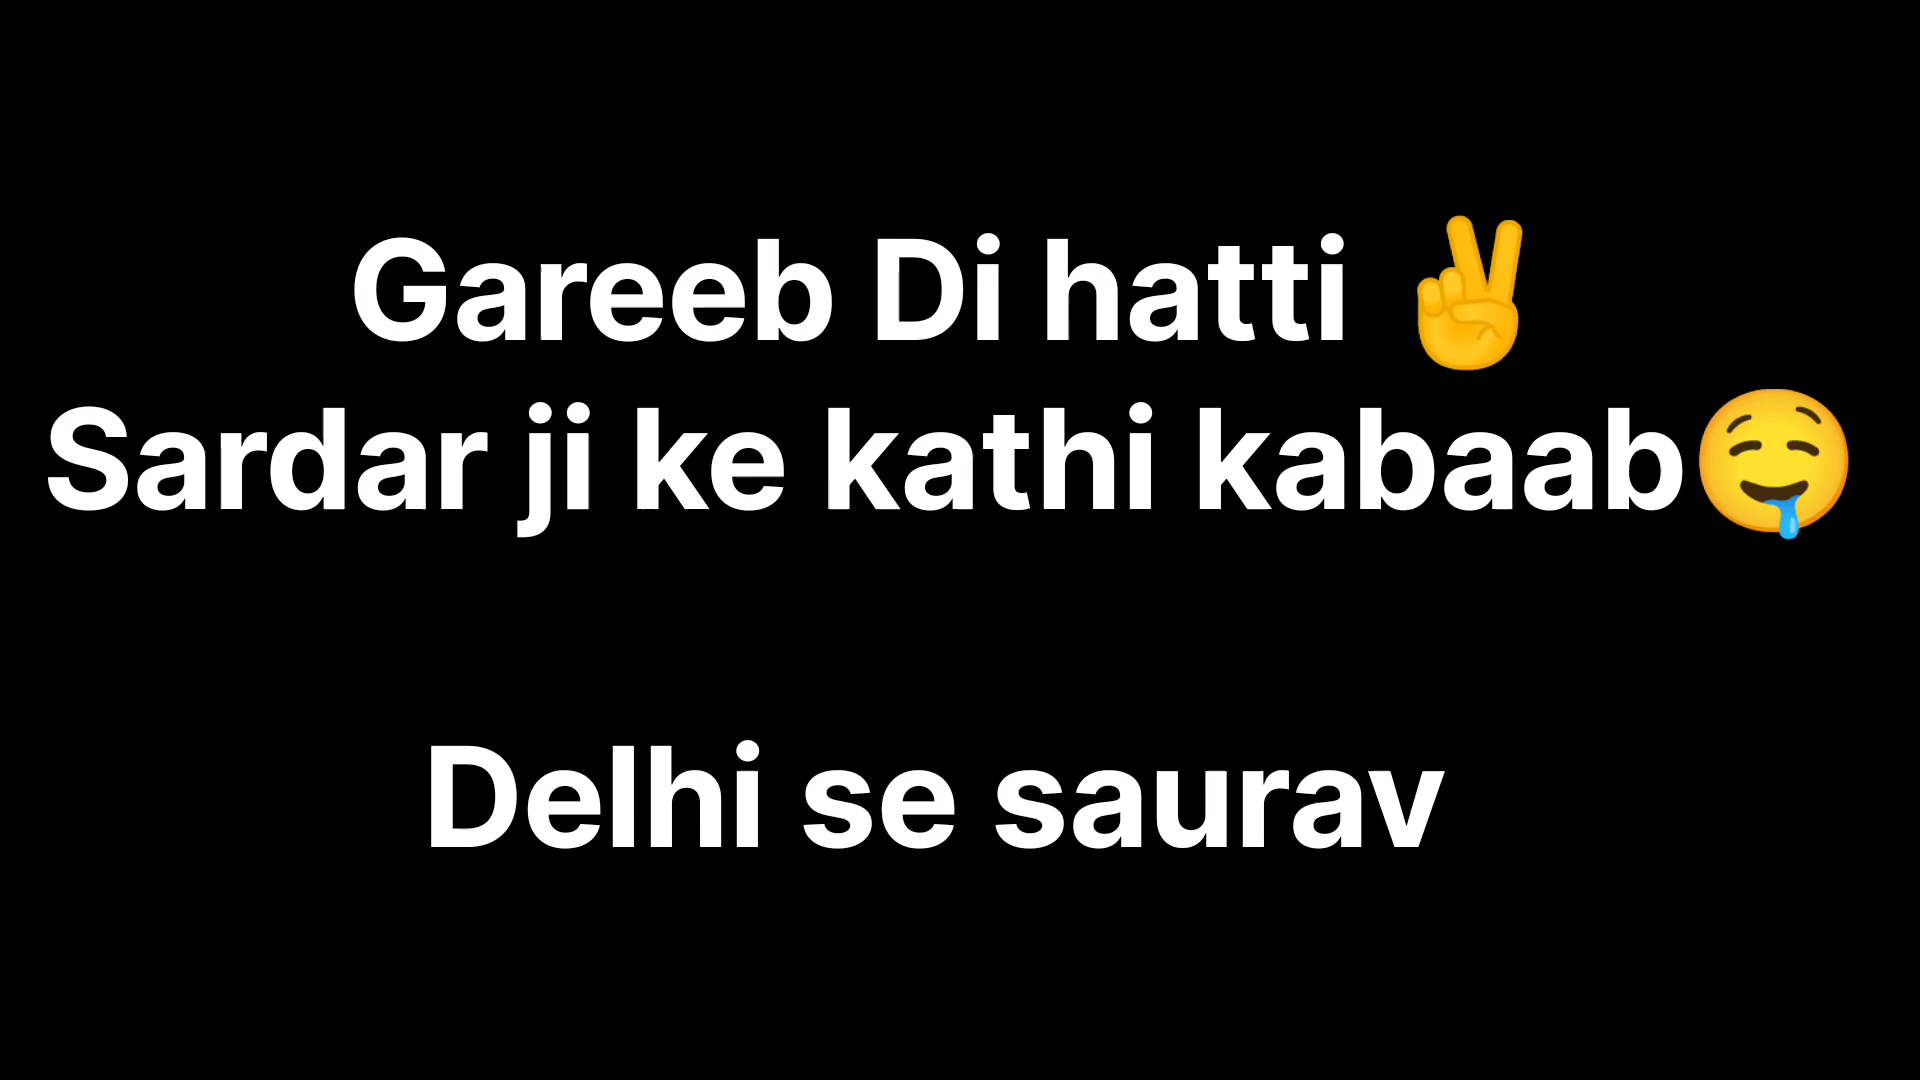 Gareeb Di hatti ✌️
Sardar ji ke kathi kabaab🤤
Delhi se saurav